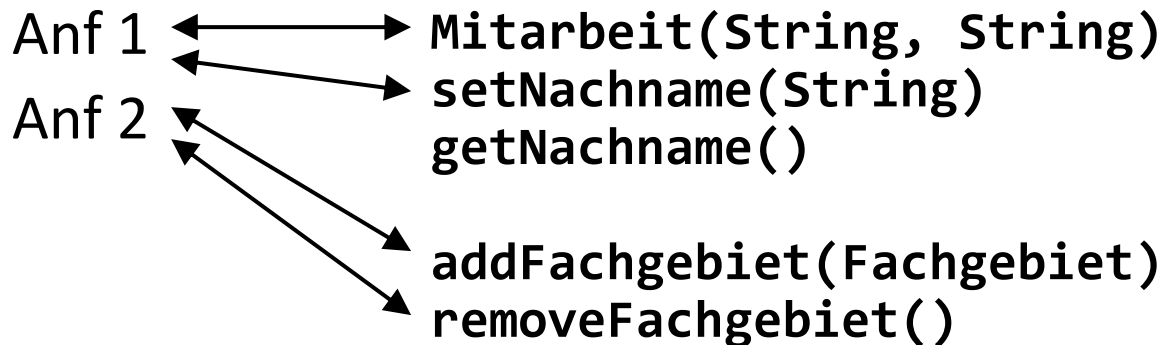 Anf 1
Anf 2
Mitarbeit(String, String)
setNachname(String)
getNachname()
addFachgebiet(Fachgebiet)
removeFachgebiet()